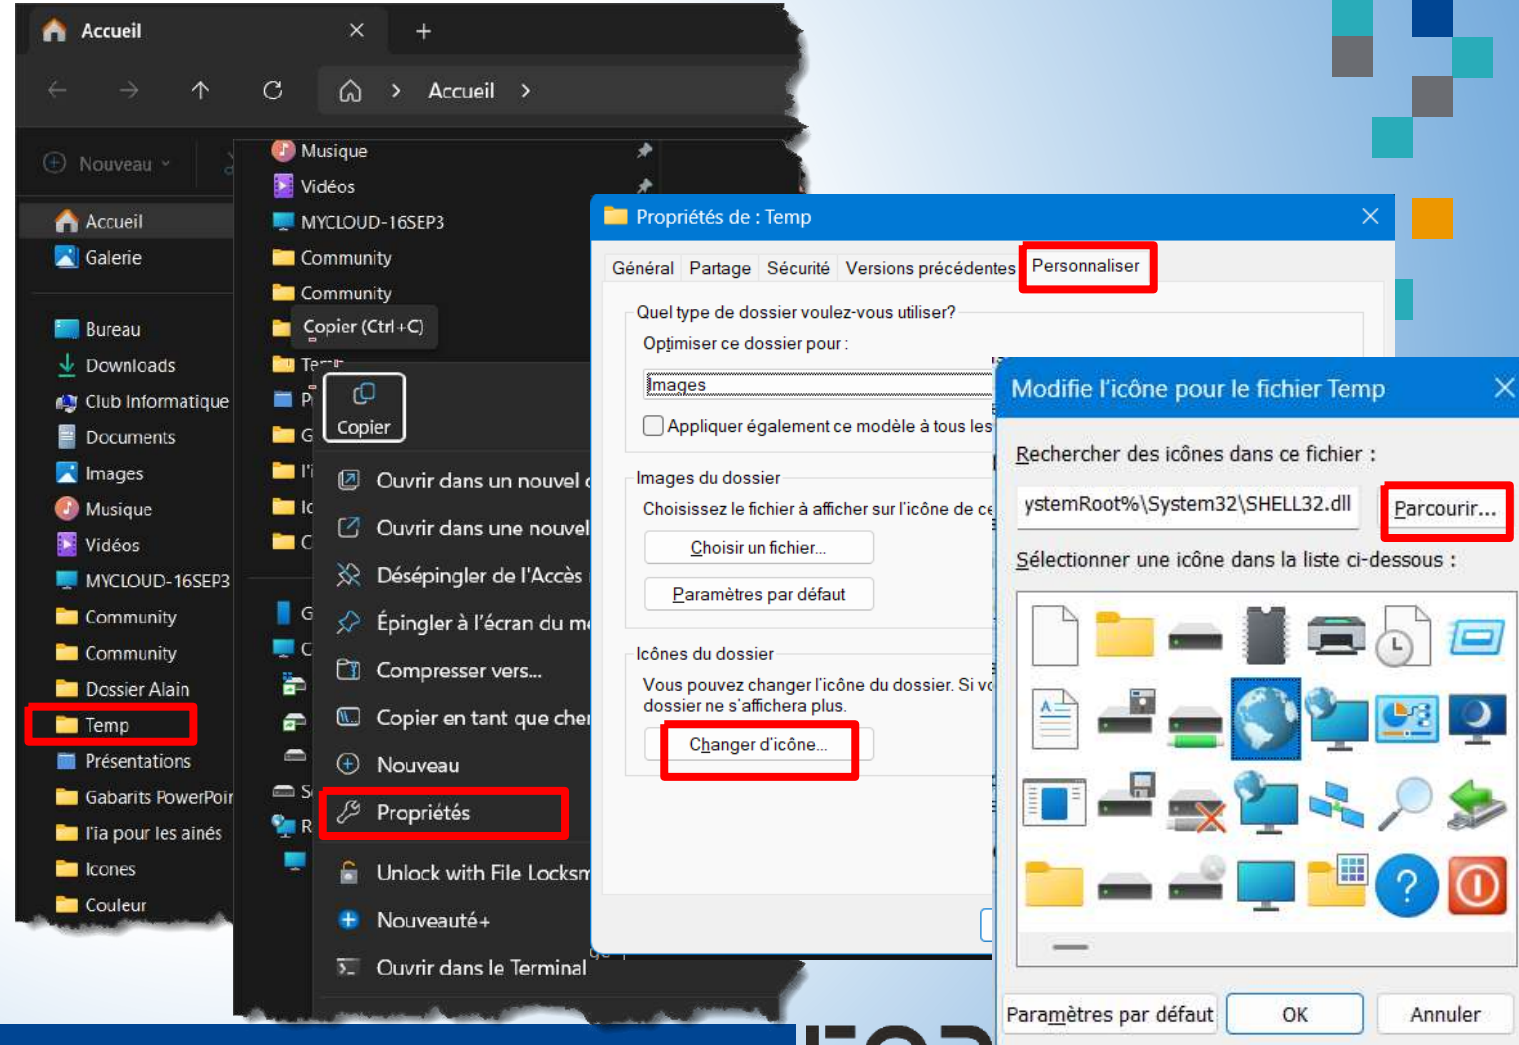 Accueil
Accueil
Nouveau
Accueil
Galerie
Bureau
Downloads
Club Informatique
Documents
Images
Musique
Vidéos
MYCLOUD-16SEP3
Community
Community
Dossier Alain
Temp
Présentations
Gabarits PowerPoir
l'ia pour les ainés
Icones
Couleur
Musique
Vidéos
MYCLOUD-16SEP3
Community
Community
Copier (Ctrl+C)
Copier
Ouvrir dans un nouvel
Ouvrir dans une nouvel
Désépingler de l'Accès
Épingler à l'écran du
Compresser vers...
Copier en tant que
Nouveau
Propriétés
Unlock with File Locksm
Nouveauté+
Ouvrir dans le Terminal
Propriétés de : Temp
Général Partage Sécurité Versions précédentes Personnaliser
Quel type de dossier voulez-vous utiliser?
Optimiser ce dossier pour :
Images
Appliquer également ce modèle à tous les
Images du dossier
Choisissez le fichier à afficher sur l'icône de ce
Choisir un fichier...
Paramètres par défaut
Icônes du dossier
Vous pouvez changer l'icône du dossier. Si vo
dossier ne s'affichera plus.
Changer d'icône...
Modifie l'icône pour le fichier Temp
Rechercher des icônes dans ce fichier :
ystemRoot%\System32\SHELL32.dll
Parcourir...
Sélectionner une icône dans la liste ci-dessous :
Paramètres par défaut
OK
Annuler